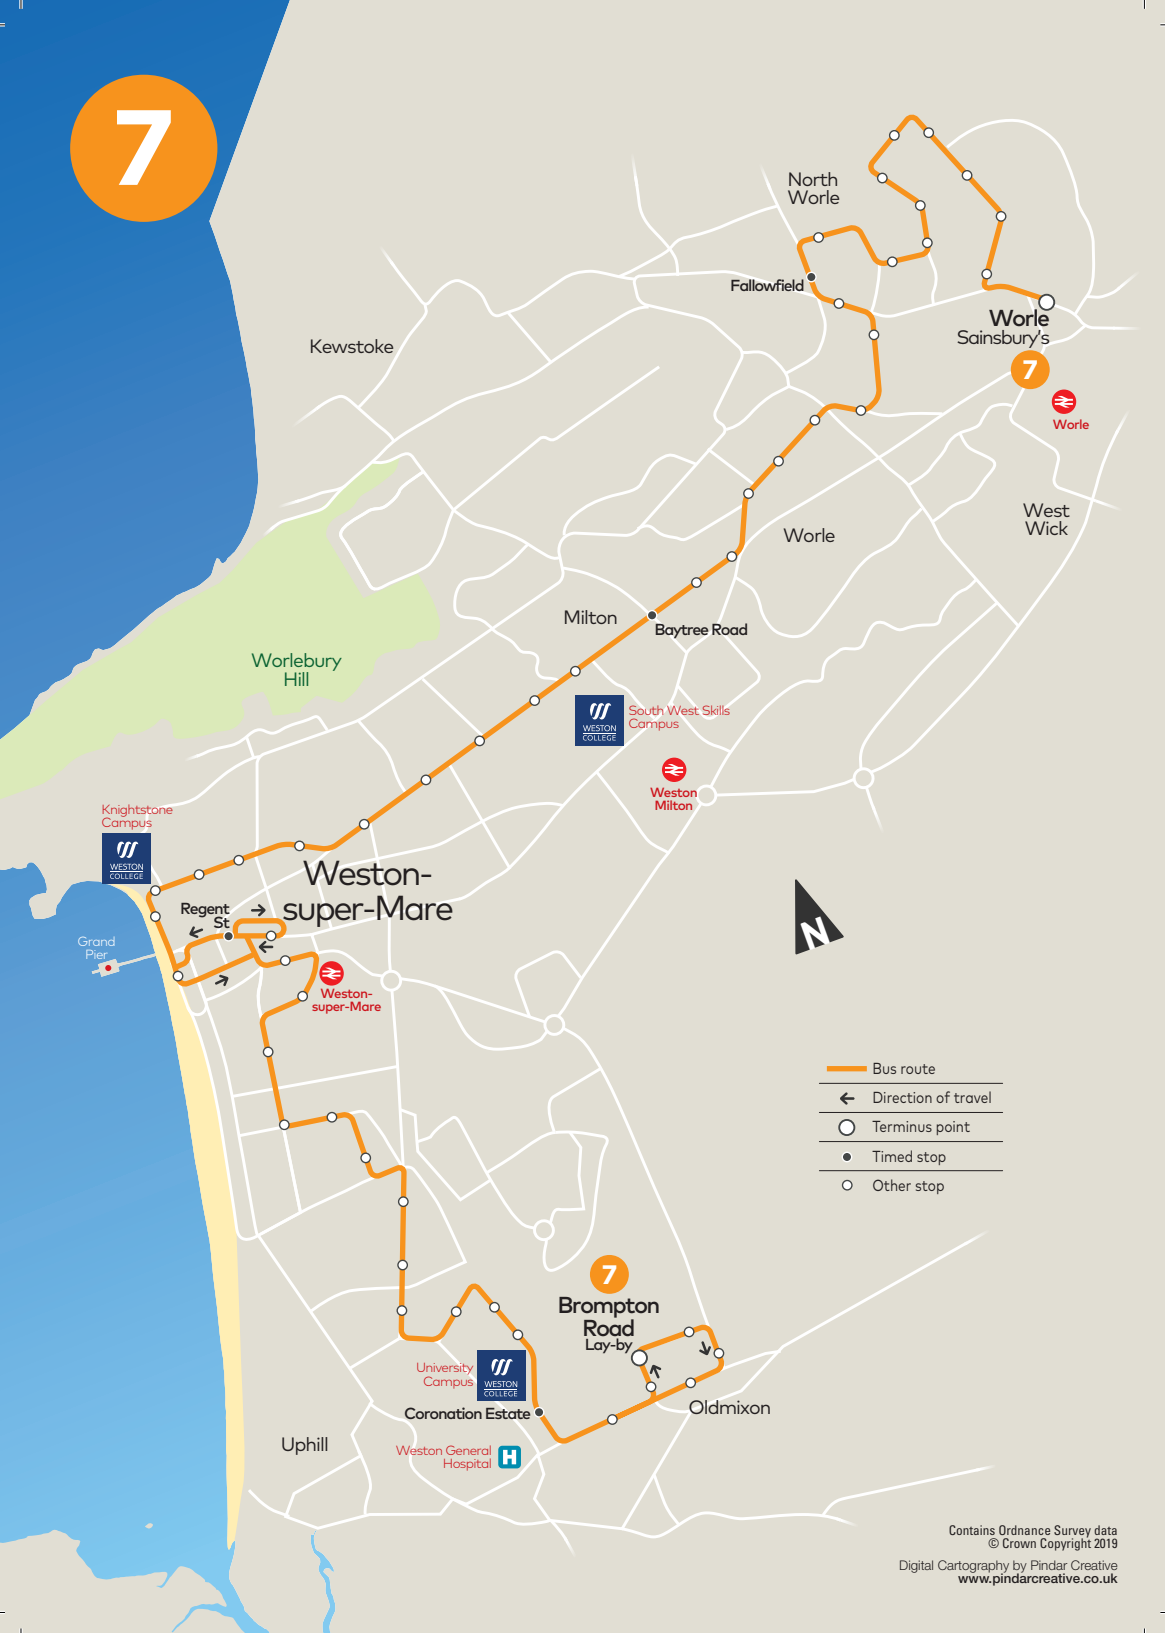 7
North
Worle
Fallowfield
Worle
Sainsbury's
7
Worle
Kewstoke
West
Wick
Worle
Milton
Baytree Road
Worlebury
Hill
WESTON
COLLEGE
South West Skills
Campus
Weston
Milton
Knightstone
Campus
WESTON
COLLEGE
Weston-
super-Mare
Regent
St
Grand
Pier
N
Weston-
super-Mare
Bus route
Direction of travel
Terminus point
Timed stop
Other stop
7
Brompton
Road
Lay-by
University
Campus
WESTON
COLLEGE
Coronation Estate
Oldmixon
Uphill
Weston General
Hospital
H
Contains Ordnance Survey data
© Crown Copyright 2019
Digital Cartography by Pindar Creative
www.pindarcreative.co.uk